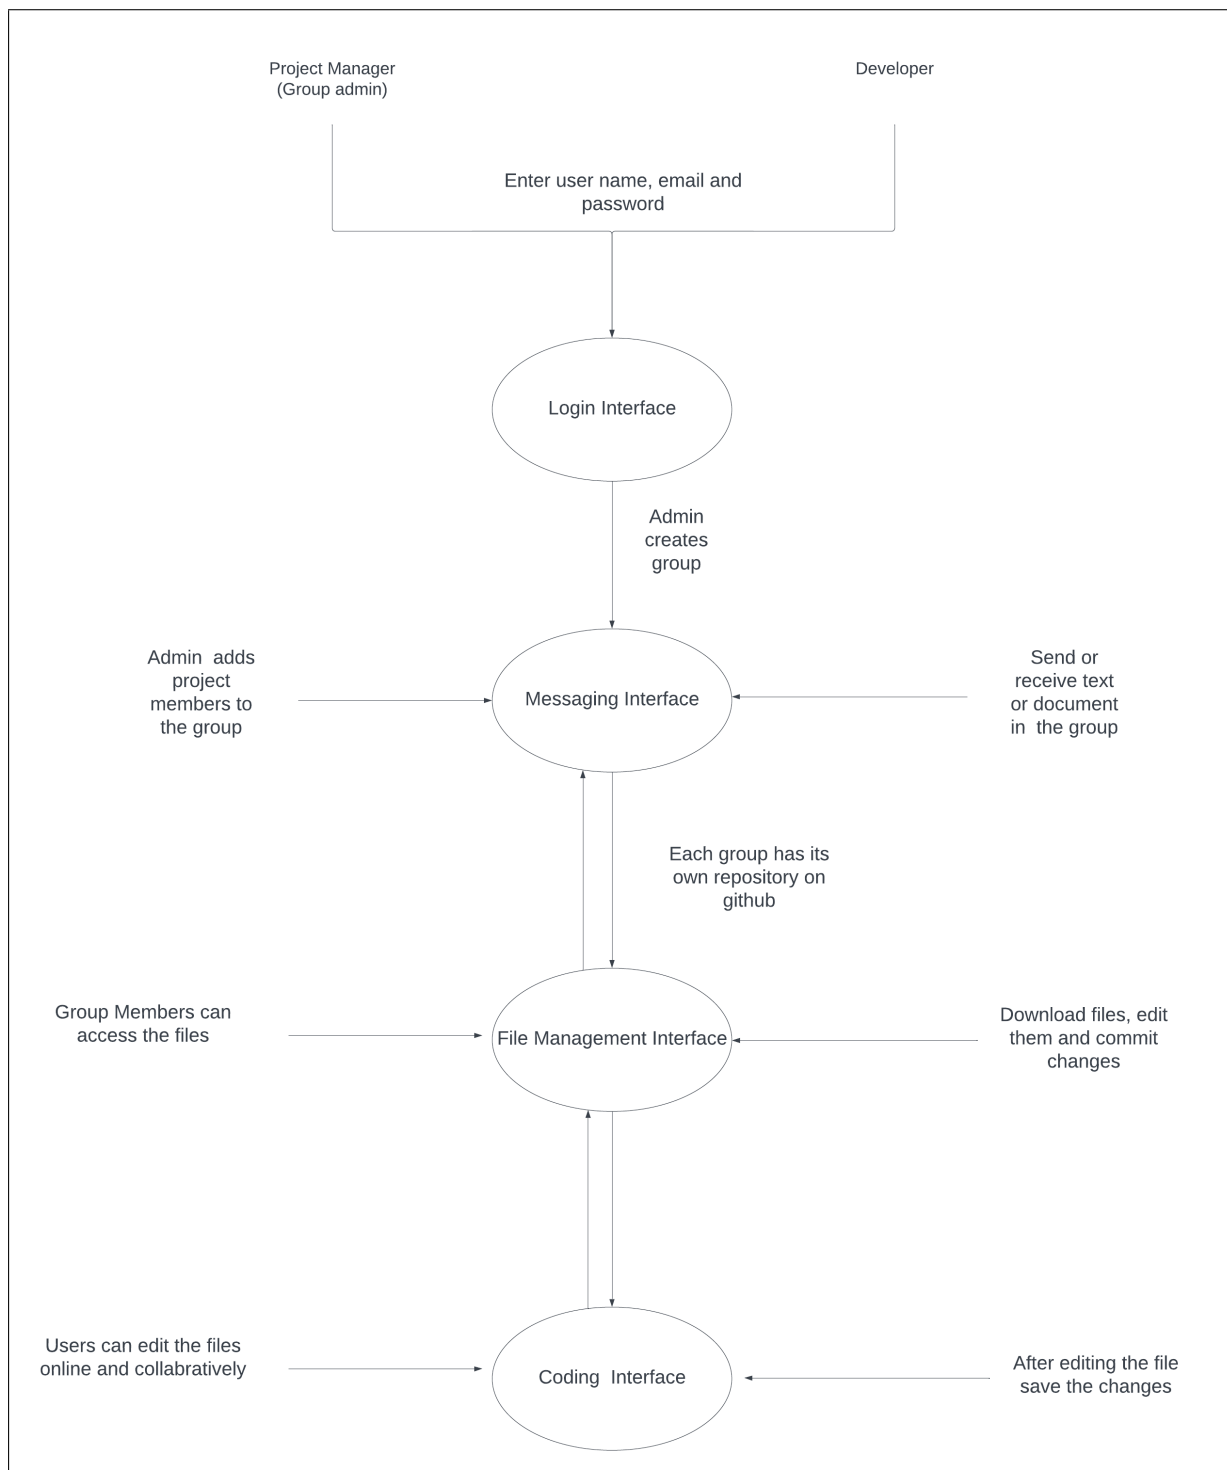 Project Manager
(Group admin)
Developer
Enter user name, email and
password
Login Interface
Admin
creates
group
Admin  adds
project
members to
the group
Messaging Interface
Send or
receive text
or document
in  the group
Each group has its
own repository on
github
Group Members can
access the files
File Management Interface
Download files, edit
them and commit
changes
Users can edit the files
online and collabratively
Coding  Interface
After editing the file
save the changes